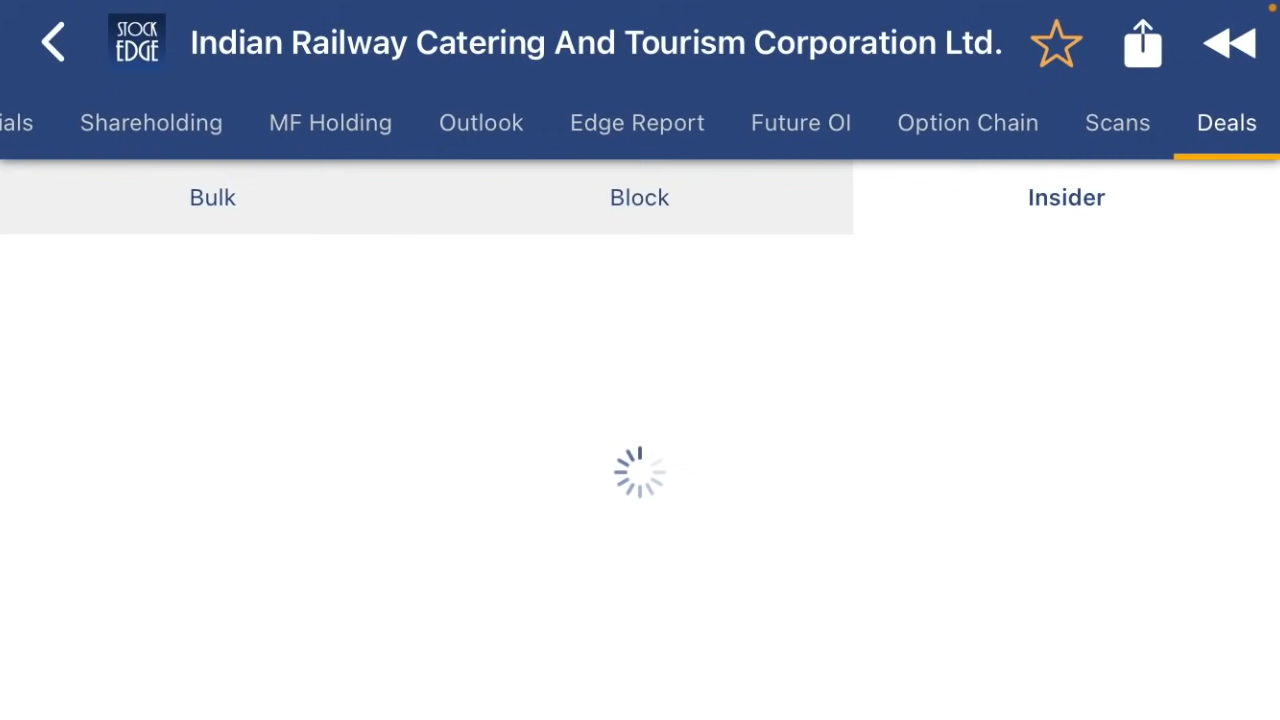 STOCK
EDGE
Indian Railway Catering And Tourism Corporation Ltd.
ials Shareholding MF Holding Outlook Edge Report Future OI Option Chain Scans Deals
Bulk Block Insider